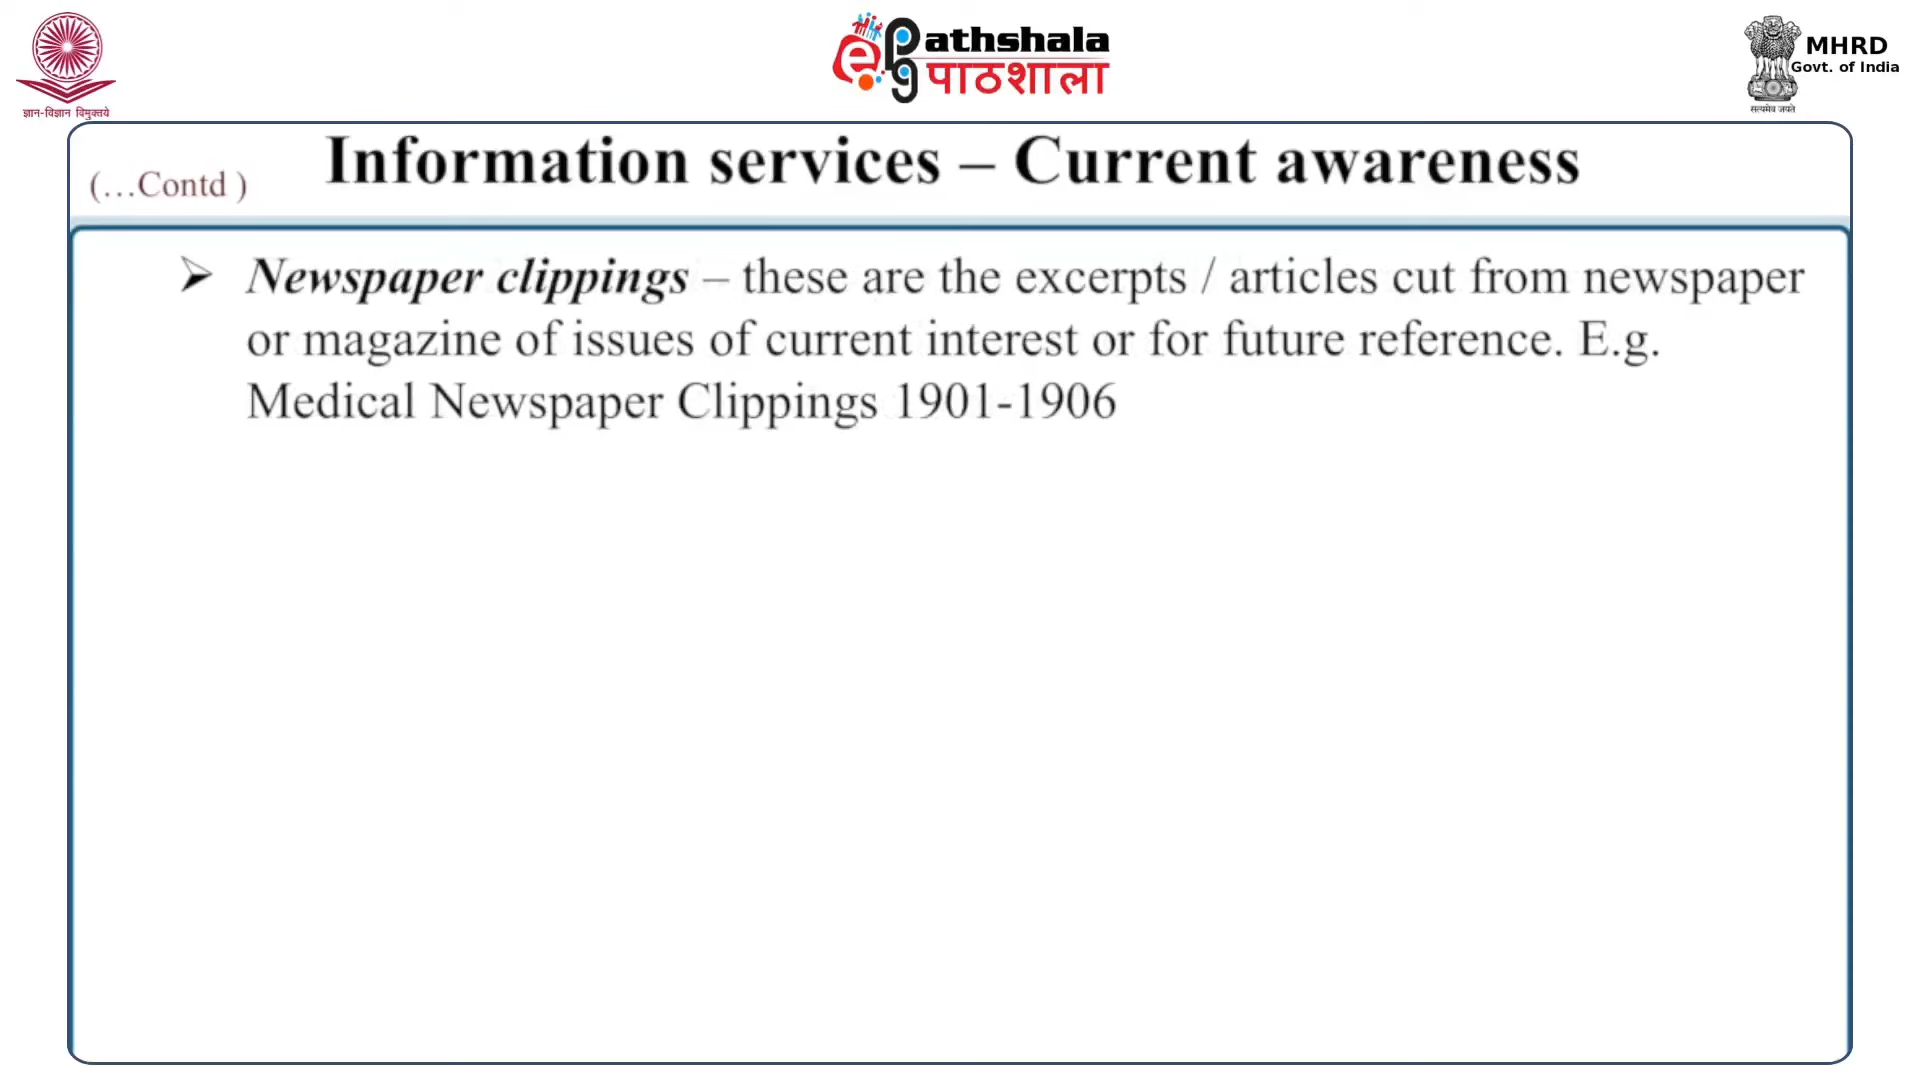 ज्ञान-विज्ञान विमुक्तये
e
pg
athshala
पाठशाला
सत्यमेव जयते
MHRD
Govt. of India
(...Contd )
Information services – Current awareness
➢ Newspaper clippings – these are the excerpts / articles cut from newspaper
or magazine of issues of current interest or for future reference. E.g.
Medical Newspaper Clippings 1901-1906